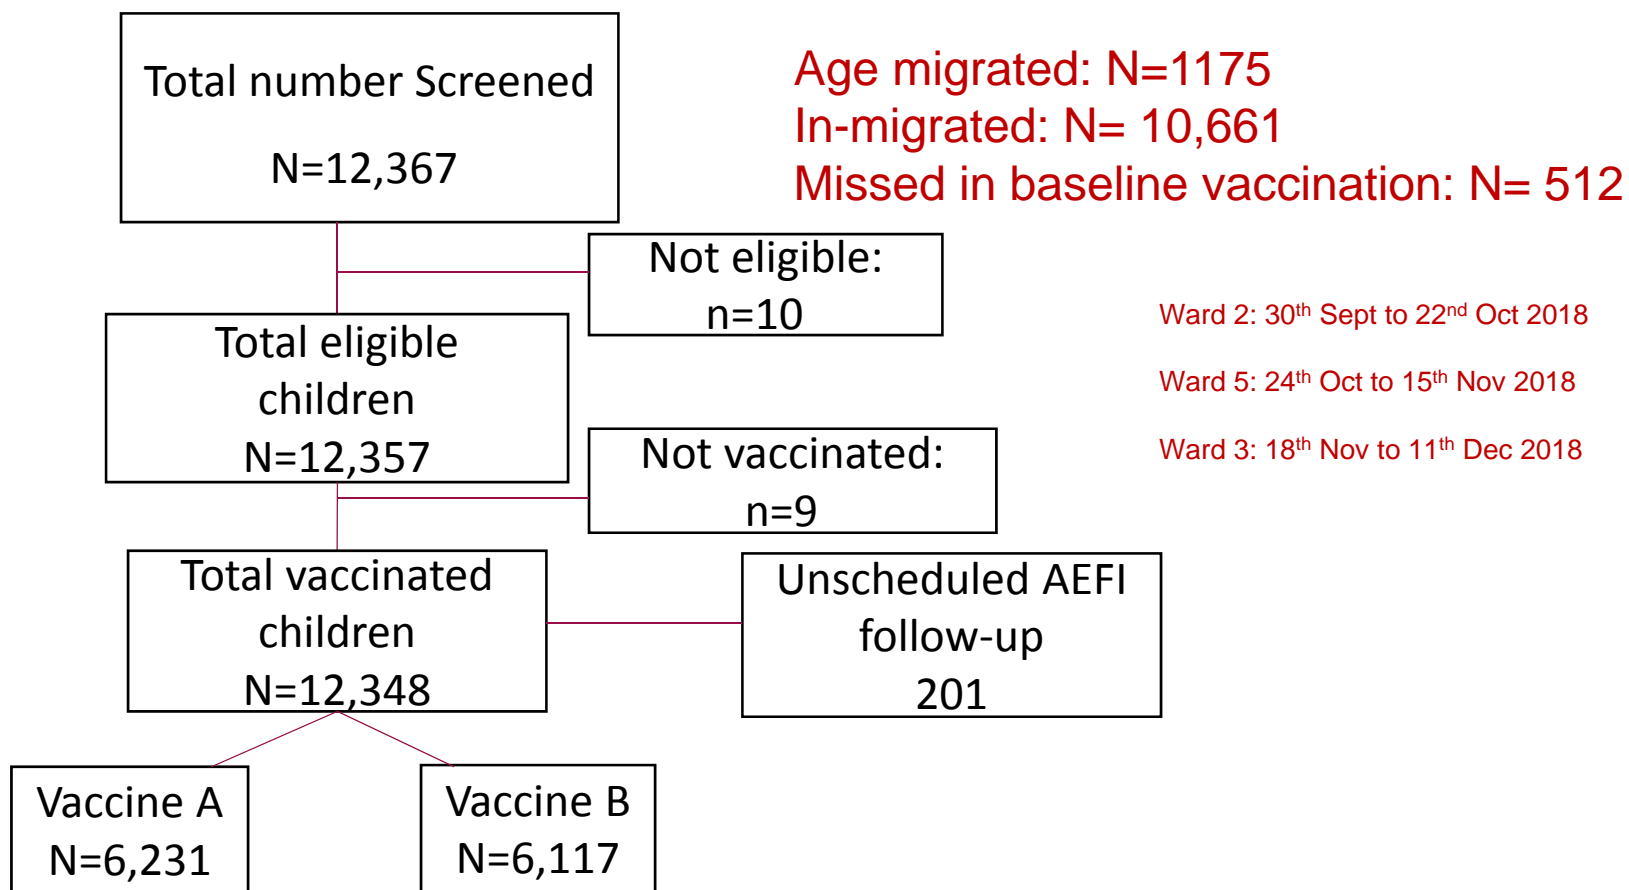 Total number Screened
N=12,367
Age migrated: N=1175
In-migrated: N= 10,661
Missed in baseline vaccination: N= 512
Not eligible:
n=10
Ward 2: 30th Sept to 22nd Oct 2018
Ward 5: 24th Oct to 15th Nov 2018
Ward 3: 18th Nov to 11th Dec 2018
Total eligible
children
N=12,357
Not vaccinated:
n=9
Total vaccinated
children
N=12,348
Unscheduled AEFI
follow-up
201
Vaccine A
N=6,231
Vaccine B
N=6,117